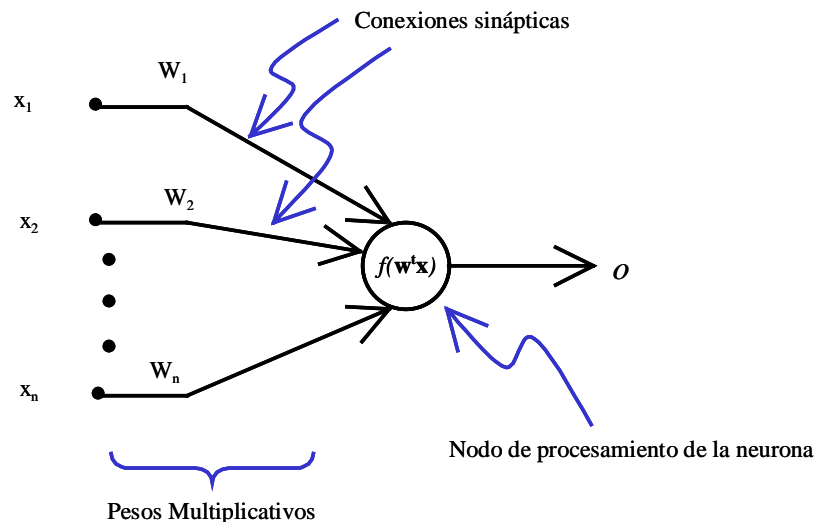 Conexiones sinápticas
W1
x1
W2
x2
f(wᵗx)
o
Wn
xn
Nodo de procesamiento de la neurona
Pesos Multiplicativos